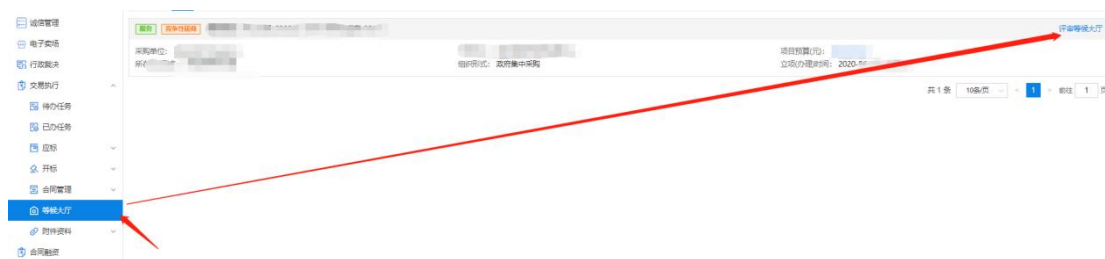 诚信管理
电子卖场
行政裁决
交易执行
待办任务
已办任务
应标
开标
合同管理
等候大厅
附件资料
合同融资
服务 竞争性磋商
评审等候大厅
采购单位:
组织形式: 政府集中采购
项目预算(元):
立项(办理)时间: 2020-
共 1 条 10条/页 < 1 > 前往 1 页